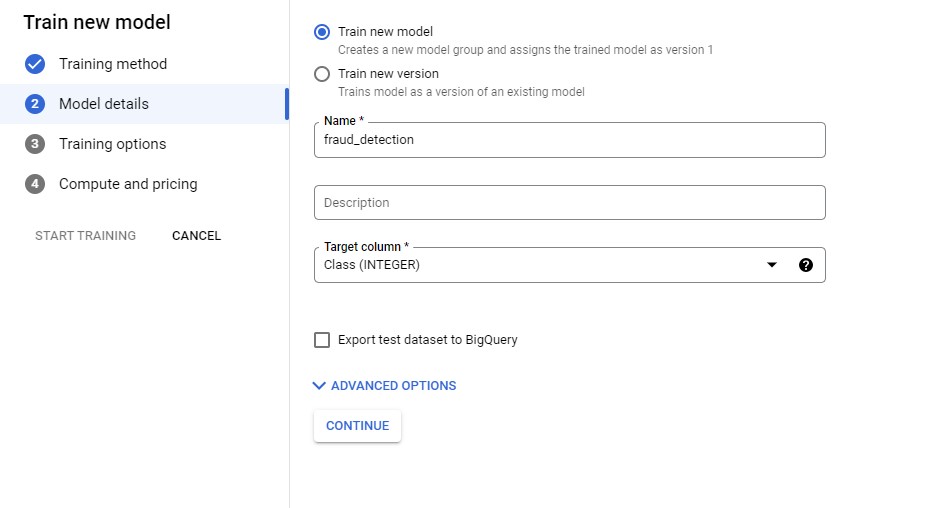 Train new model
Training method
2 Model details
3 Training options
4 Compute and pricing
START TRAINING CANCEL
Train new model
Creates a new model group and assigns the trained model as version 1
Train new version
Trains model as a version of an existing model
Name *
fraud_detection
Description
Target column *
Class (INTEGER)
?
Export test dataset to BigQuery
ADVANCED OPTIONS
CONTINUE